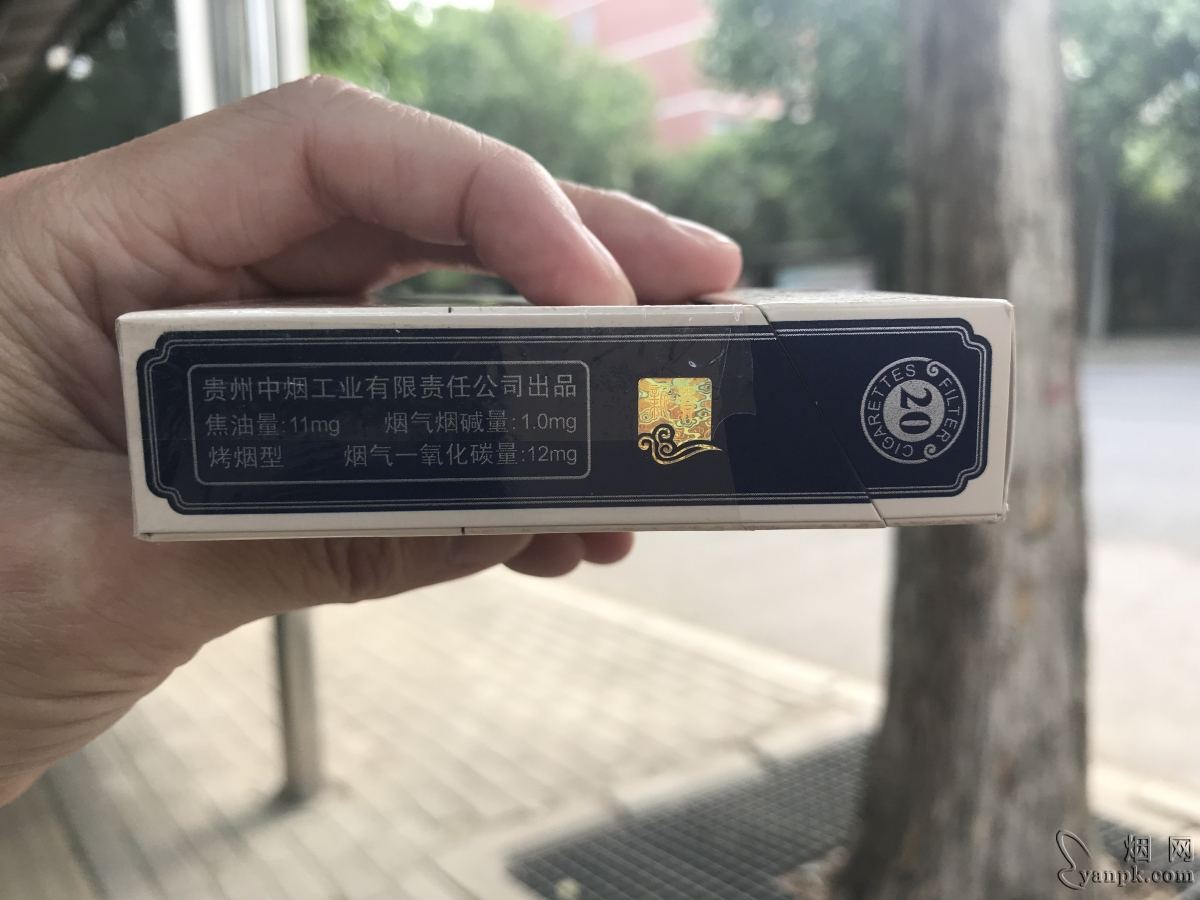 贵州中烟工业有限责任公司出品
焦油量:11mg 烟气烟碱量:1.0mg
烤烟型 烟气一氧化碳量:12mg
FILTER
20
CIGARETTES
烟网
yanpk.com